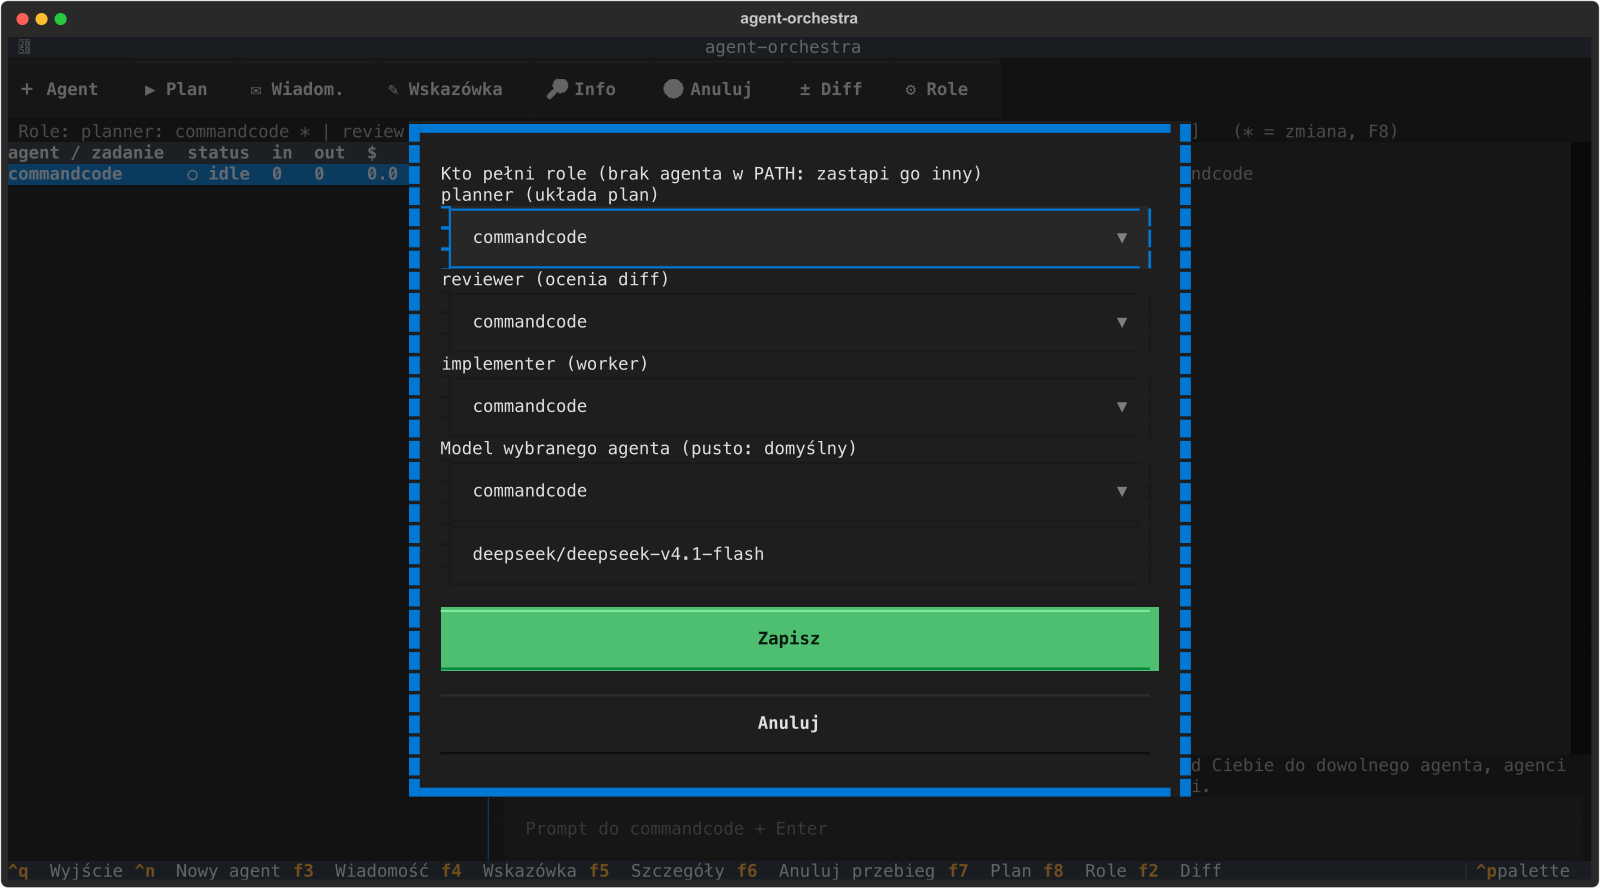 agent-orchestra
agent-orchestra
+ Agent ▶ Plan ✉ Wiadom. ✎ Wskazówka 🔎 Info ⬤ Anuluj ± Diff ⚙ Role
Role: planner: commandcode * | review ] (* = zmiana, F8)
agent / zadanie status in out $
commandcode ○ idle 0 0 0.0 ndcode
Kto pełni role (brak agenta w PATH: zastąpi go inny)
planner (układa plan)
commandcode ▼
reviewer (ocenia diff)
commandcode ▼
implementer (worker)
commandcode ▼
Model wybranego agenta (pusto: domyślny)
commandcode ▼
deepseek/deepseek-v4.1-flash
Zapisz
Anuluj
d Ciebie do dowolnego agenta, agenci
i.
Prompt do commandcode + Enter
^q Wyjście ^n Nowy agent f3 Wiadomość f4 Wskazówka f5 Szczegóły f6 Anuluj przebieg f7 Plan f8 Role f2 Diff ^p palette